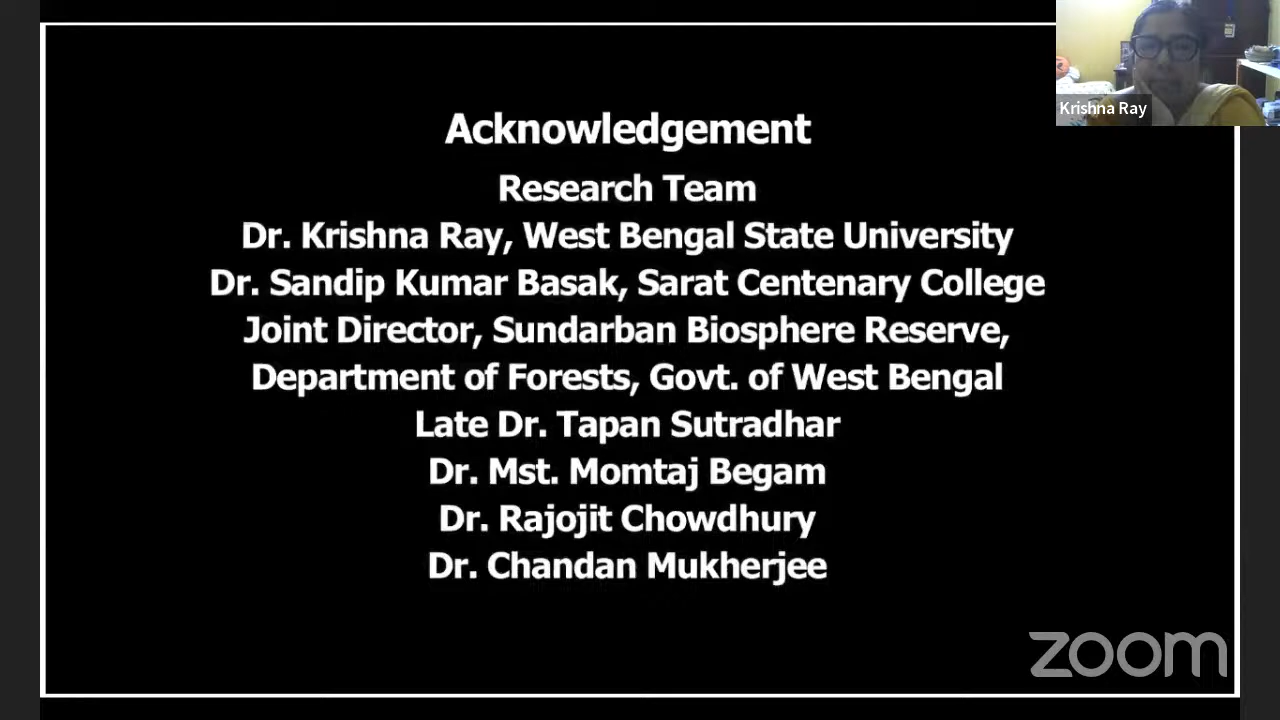 Acknowledgement
Research Team
Dr. Krishna Ray, West Bengal State University
Dr. Sandip Kumar Basak, Sarat Centenary College
Joint Director, Sundarban Biosphere Reserve,
Department of Forests, Govt. of West Bengal
Late Dr. Tapan Sutradhar
Dr. Mst. Momtaj Begam
Dr. Rajojit Chowdhury
Dr. Chandan Mukherjee
Krishna Ray
zoom